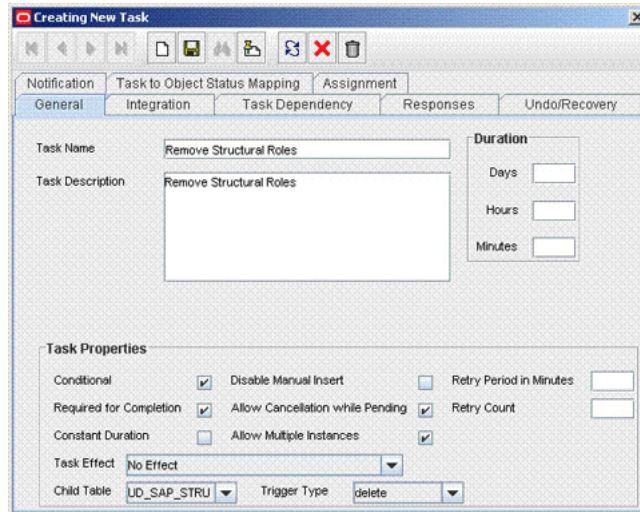 Creating New Task
Notification Task to Object Status Mapping Assignment
General Integration Task Dependency Responses Undo/Recovery
Task Name Remove Structural Roles
Duration
Task Description Remove Structural Roles
Days
Hours
Minutes
Task Properties
Conditional Disable Manual Insert Retry Period in Minutes
Required for Completion Allow Cancellation while Pending Retry Count
Constant Duration Allow Multiple Instances
Task Effect No Effect
Child Table UD_SAP_STRU Trigger Type delete